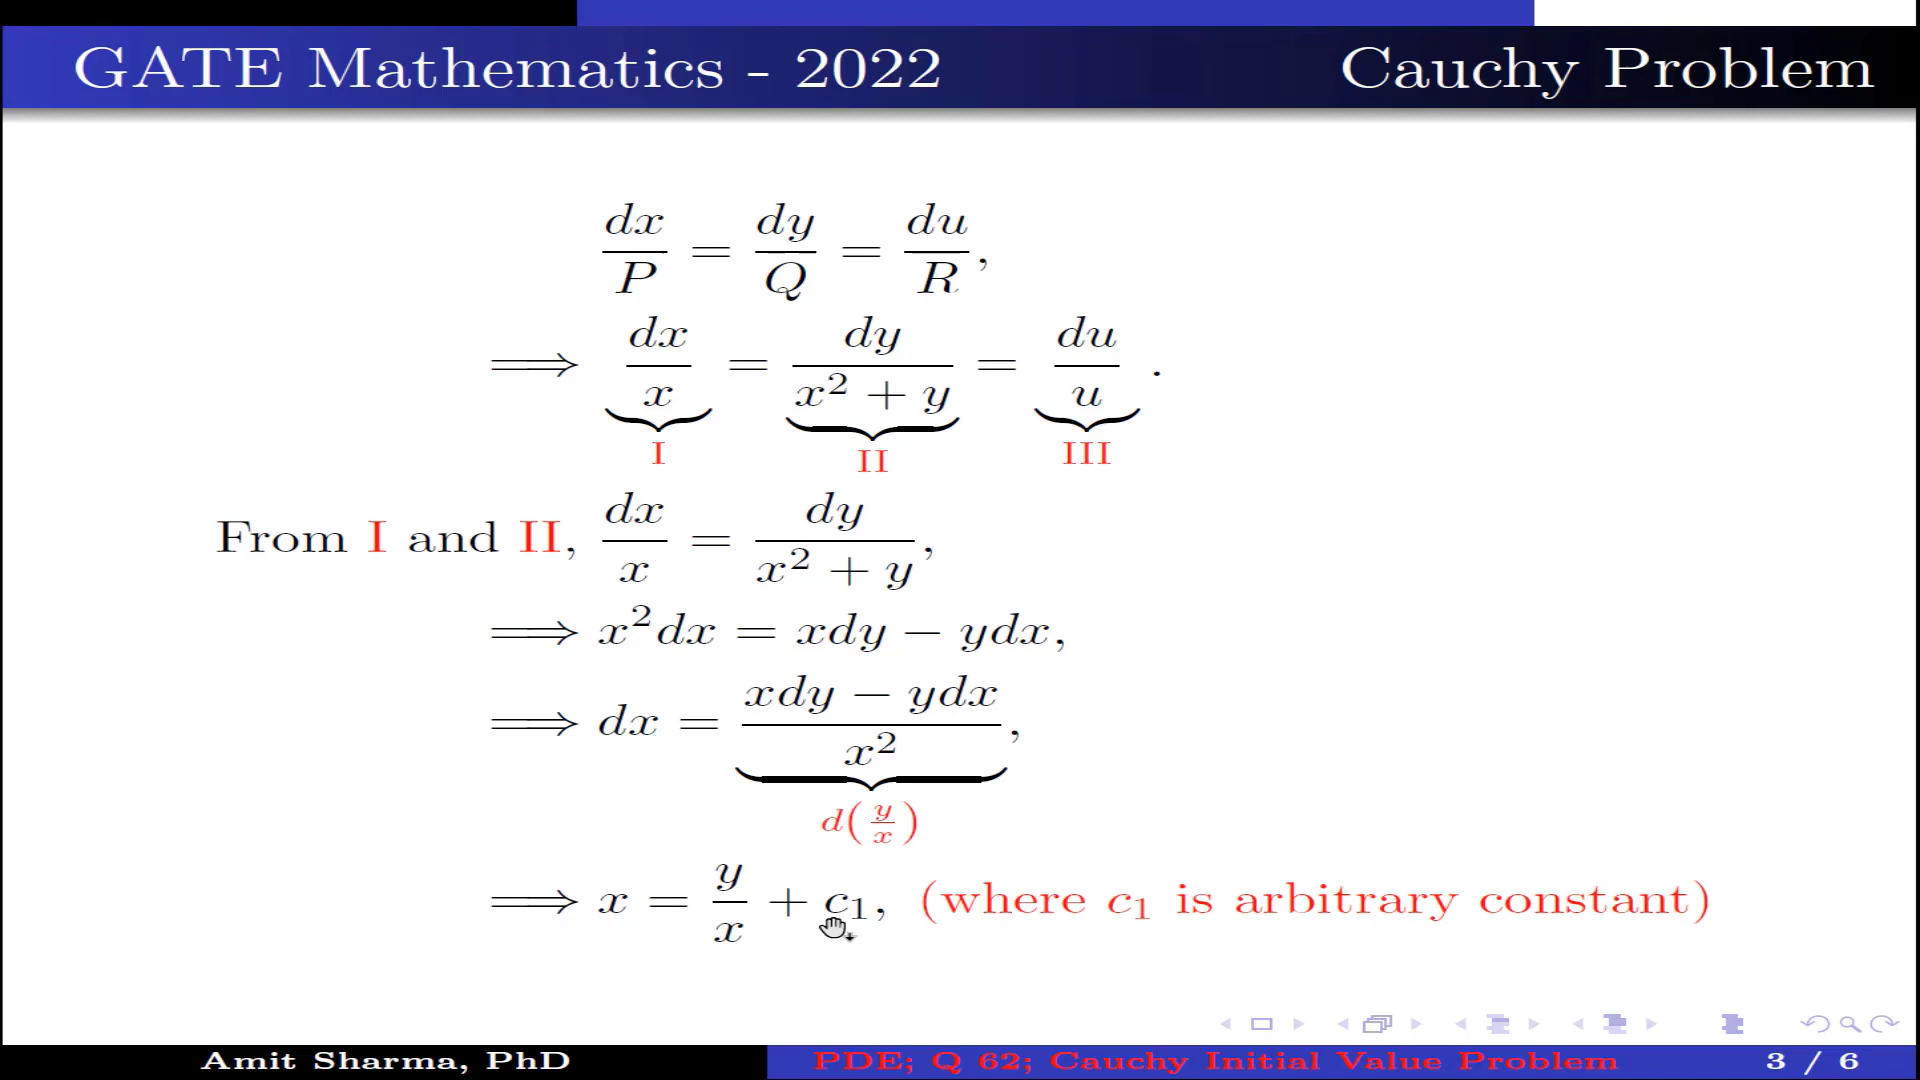 GATE Mathematics - 2022 Cauchy Problem
dx/P = dy/Q = du/R,
⟹ dx/x = dy/(x² + y) = du/u .
I II III
From I and II, dx/x = dy/(x² + y),
⟹ x²dx = xdy − ydx,
⟹ dx = (xdy − ydx)/x²,
d(y/x)
⟹ x = y/x + c₁, (where c₁ is arbitrary constant)
Amit Sharma, PhD PDE; Q 62; Cauchy Initial Value Problem 3 / 6